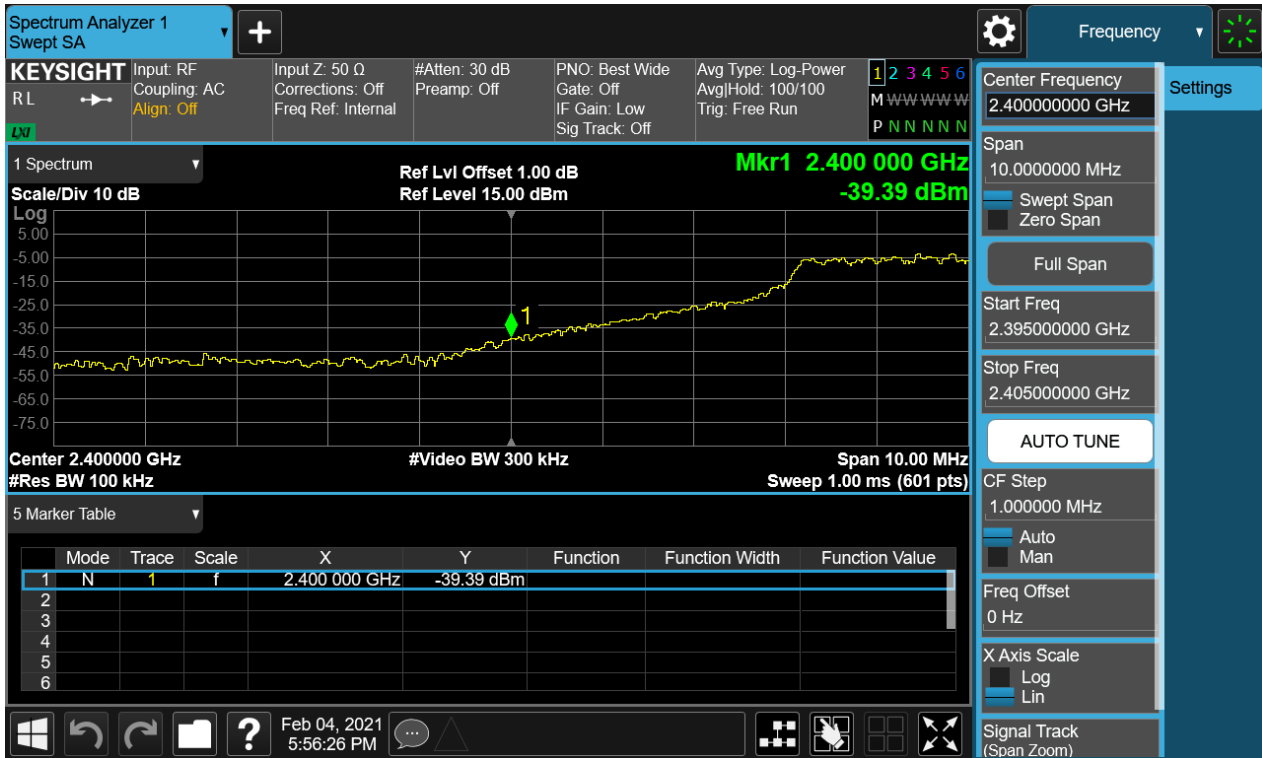 Spectrum Analyzer 1
Swept SA
+
Frequency
KEYSIGHT
R L
LXI
Input: RF
Coupling: AC
Align: Off
Input Z: 50 Ω
Corrections: Off
Freq Ref: Internal
#Atten: 30 dB
Preamp: Off
PNO: Best Wide
Gate: Off
IF Gain: Low
Sig Track: Off
Avg Type: Log-Power
Avg|Hold: 100/100
Trig: Free Run
1 2 3 4 5 6
M W W W W W
P N N N N N
1 Spectrum
Scale/Div 10 dB
Log
Ref Lvl Offset 1.00 dB
Ref Level 15.00 dBm
Mkr1 2.400 000 GHz
-39.39 dBm
5.00
-5.00
-15.0
-25.0
-35.0
-45.0
-55.0
-65.0
-75.0
1
Center 2.400000 GHz
#Res BW 100 kHz
#Video BW 300 kHz
Span 10.00 MHz
Sweep 1.00 ms (601 pts)
5 Marker Table
Mode Trace Scale X Y Function Function Width Function Value
1 N 1 f 2.400 000 GHz -39.39 dBm
2
3
4
5
6
?
Feb 04, 2021
5:56:26 PM
Center Frequency
2.400000000 GHz
Span
10.0000000 MHz
Swept Span
Zero Span
Full Span
Start Freq
2.395000000 GHz
Stop Freq
2.405000000 GHz
AUTO TUNE
CF Step
1.000000 MHz
Auto
Man
Freq Offset
0 Hz
X Axis Scale
Log
Lin
Signal Track
(Span Zoom)
Settings